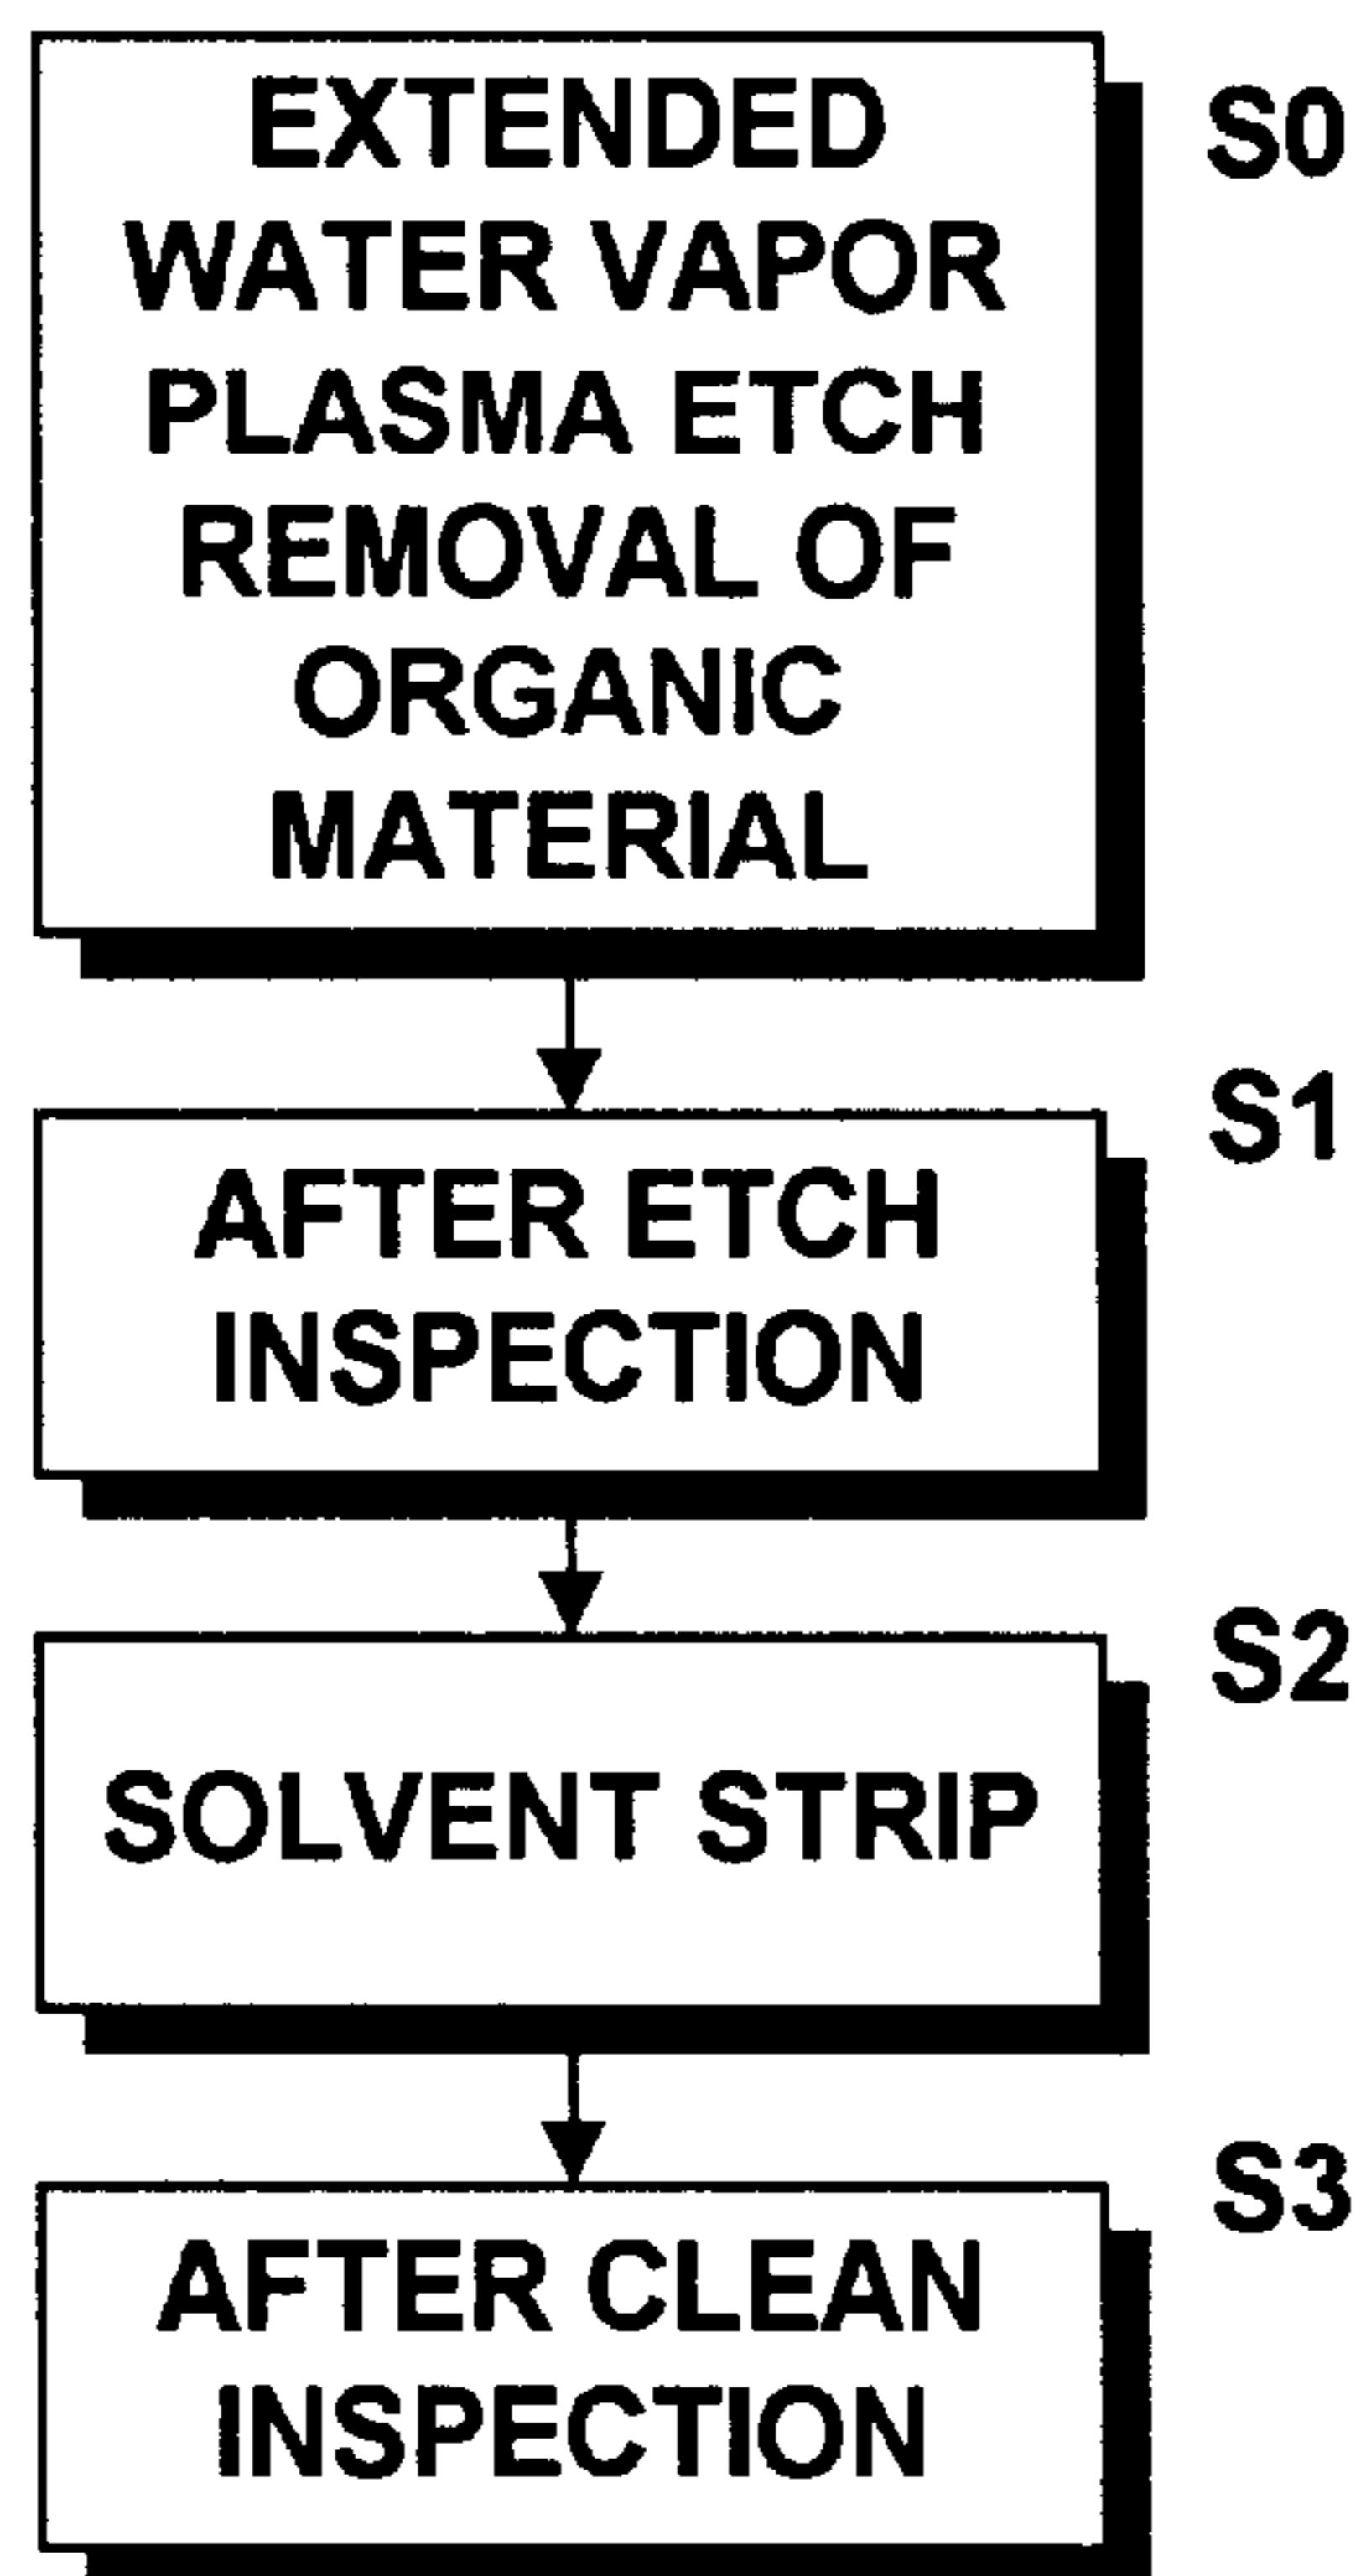 EXTENDED
S0
WATER VAPOR
PLASMA ETCH
REMOVAL OF
ORGANIC
MATERIAL
S1
AFTER ETCH
INSPECTION
S2
SOLVENT STRIP
S3
AFTER CLEAN
INSPECTION